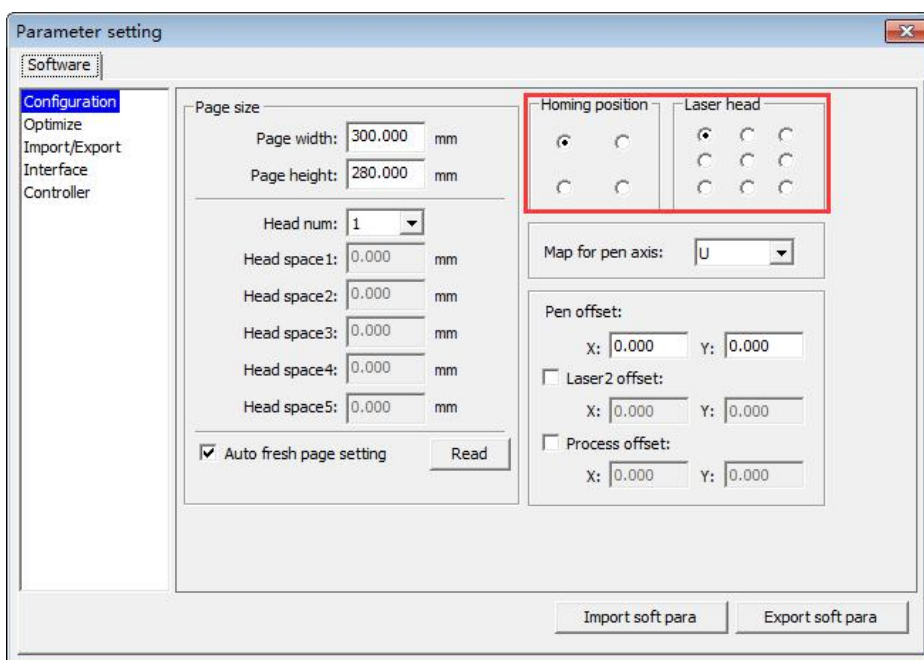 Parameter setting
Software
Configuration
Optimize
Import/Export
Interface
Controller
Page size
Page width: 300.000 mm
Page height: 280.000 mm
Head num: 1
Head space1: 0.000 mm
Head space2: 0.000 mm
Head space3: 0.000 mm
Head space4: 0.000 mm
Head space5: 0.000 mm
Auto fresh page setting Read
Homing position Laser head
Map for pen axis: U
Pen offset:
X: 0.000 Y: 0.000
Laser2 offset:
X: 0.000 Y: 0.000
Process offset:
X: 0.000 Y: 0.000
Import soft para Export soft para